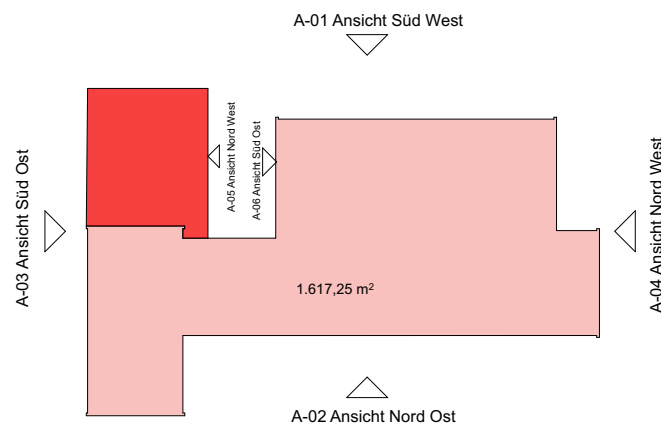 A-01 Ansicht Süd West
A-03 Ansicht Süd Ost
A-05 Ansicht Nord West
A-06 Ansicht Süd Ost
A-04 Ansicht Nord West
1.617,25 m²
A-02 Ansicht Nord Ost